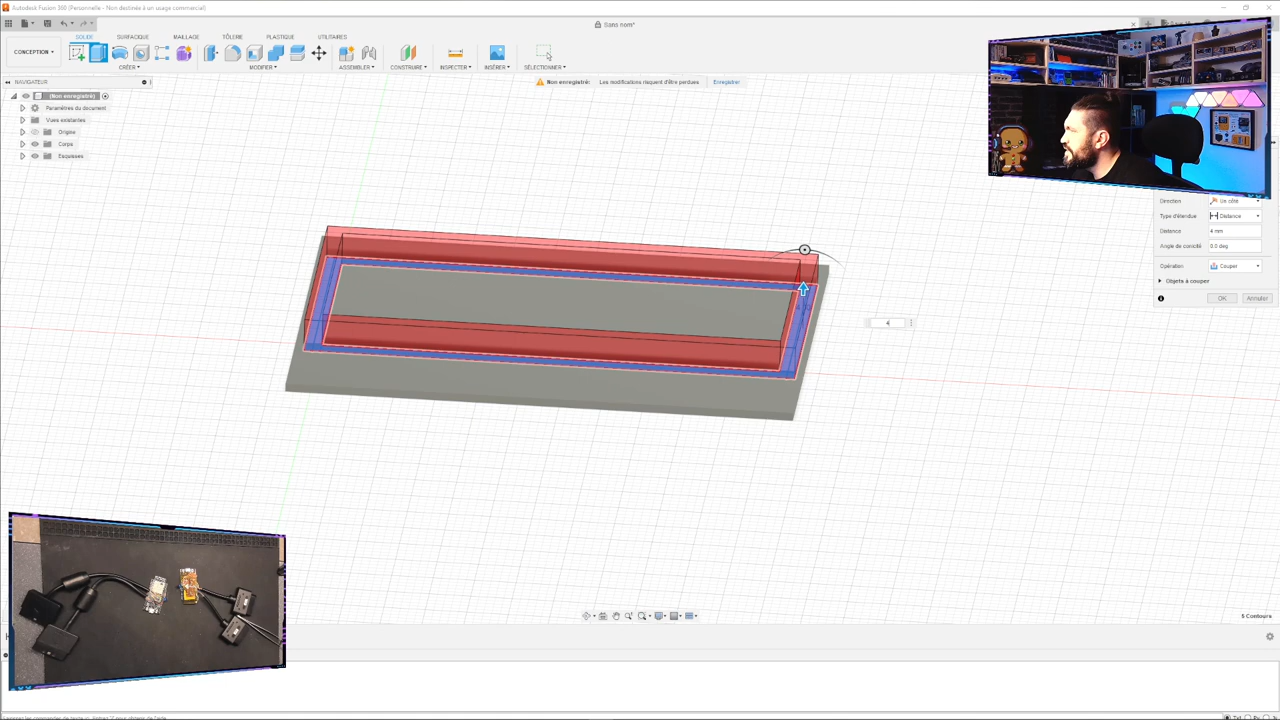 Autodesk Fusion 360 (Personnelle - Non destinée à un usage commercial)
Sans nom*
SOLIDE SURFACIQUE MAILLAGE TÔLERIE PLASTIQUE UTILITAIRES
CONCEPTION
CRÉER MODIFIER ASSEMBLER CONSTRUIRE INSPECTER INSÉRER SÉLECTIONNER
NAVIGATEUR
Non enregistré: Les modifications risquent d'être perdues Enregistrer
(Non enregistré)
Paramètres du document
Vues existantes
Origine
Corps
Esquisses
Direction Un côté
Type d'étendue Distance
Distance 4 mm
Angle de conicité 0.0 deg
Opération Couper
Objets à couper
OK Annuler
4
5 Contours
Txt